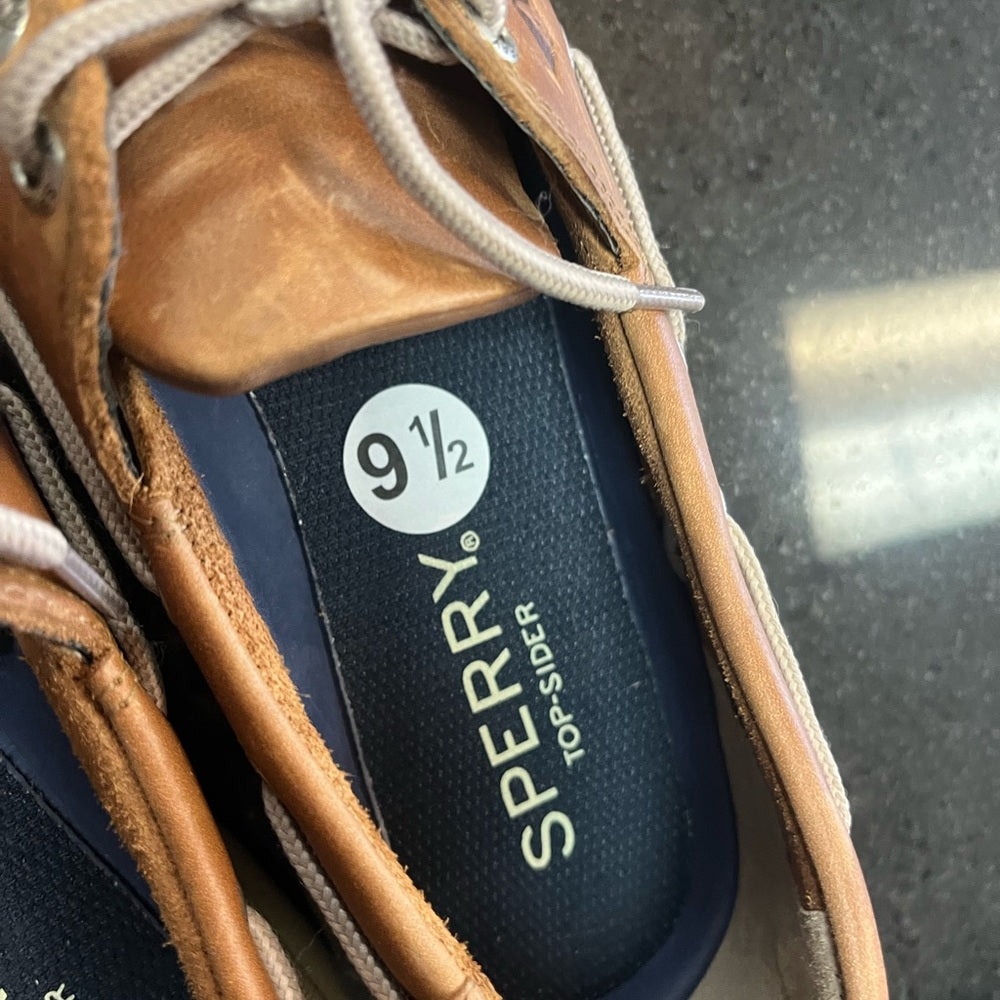 9 1/2
SPERRY®
TOP-SIDER